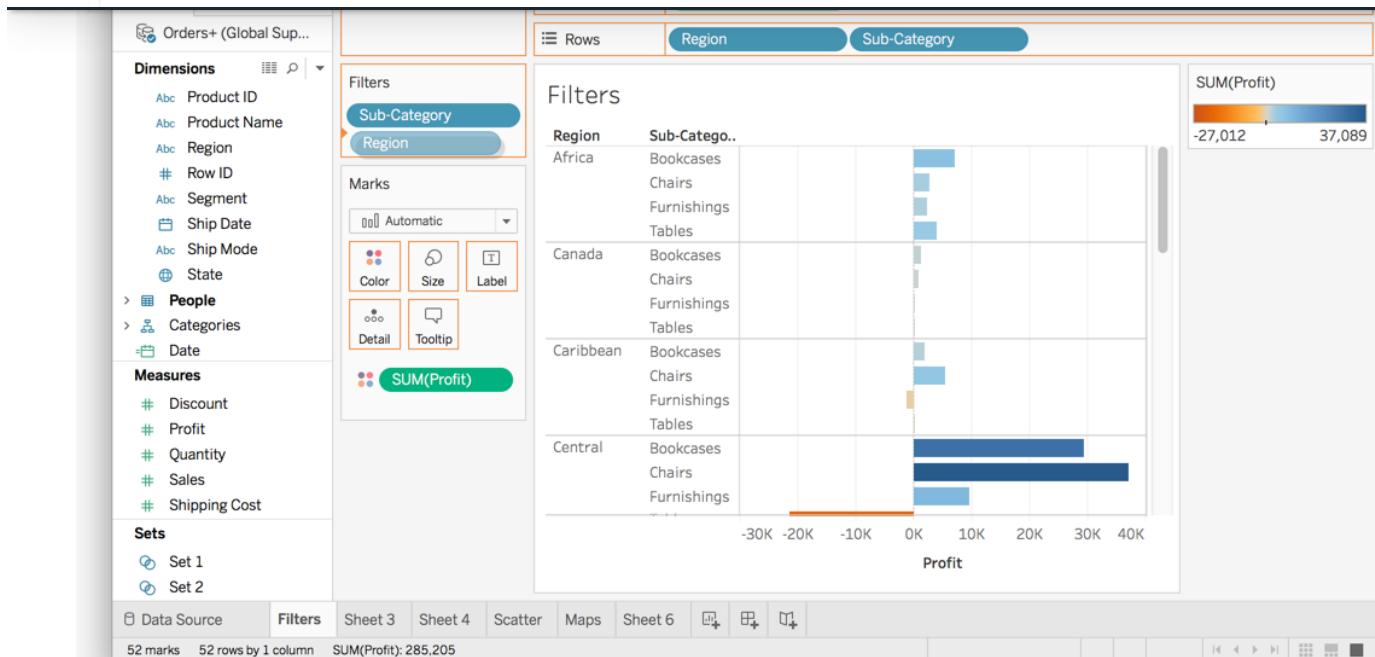 Orders+ (Global Sup...
Dimensions
Abc Product ID
Abc Product Name
Abc Region
# Row ID
Abc Segment
Ship Date
Abc Ship Mode
State
People
Categories
Date
Measures
# Discount
# Profit
# Quantity
# Sales
# Shipping Cost
Sets
Set 1
Set 2
Filters
Sub-Category
Region
Marks
Automatic
Color Size T Label
Detail Tooltip
SUM(Profit)
Rows Region Sub-Category
Filters
Region Sub-Catego..
Africa Bookcases
Chairs
Furnishings
Tables
Canada Bookcases
Chairs
Furnishings
Tables
Caribbean Bookcases
Chairs
Furnishings
Tables
Central Bookcases
Chairs
Furnishings
-30K -20K -10K 0K 10K 20K 30K 40K
Profit
SUM(Profit)
-27,012 37,089
Data Source Filters Sheet 3 Sheet 4 Scatter Maps Sheet 6
52 marks 52 rows by 1 column SUM(Profit): 285,205